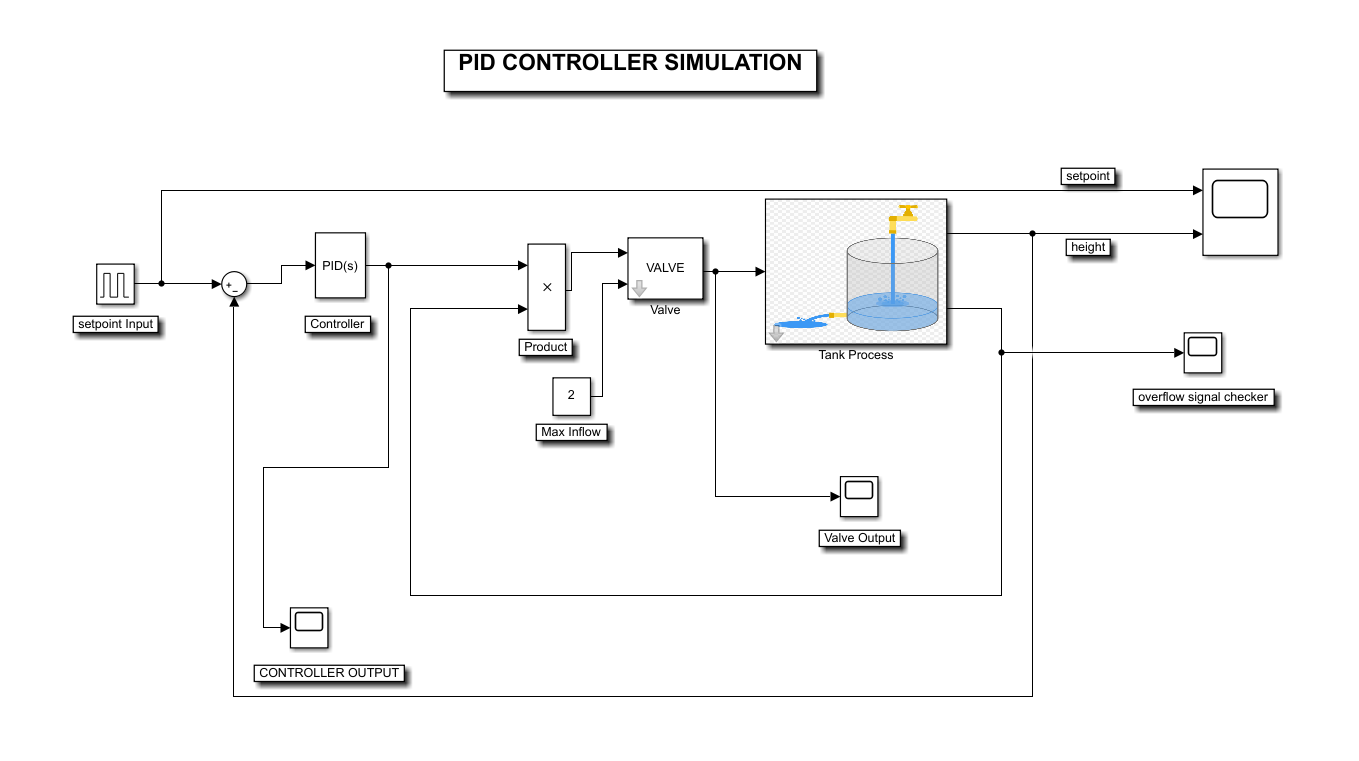 PID CONTROLLER SIMULATION
setpoint
height
setpoint Input
+
−
PID(s)
Controller
×
Product
2
Max Inflow
VALVE
Valve
Tank Process
overflow signal checker
Valve Output
CONTROLLER OUTPUT